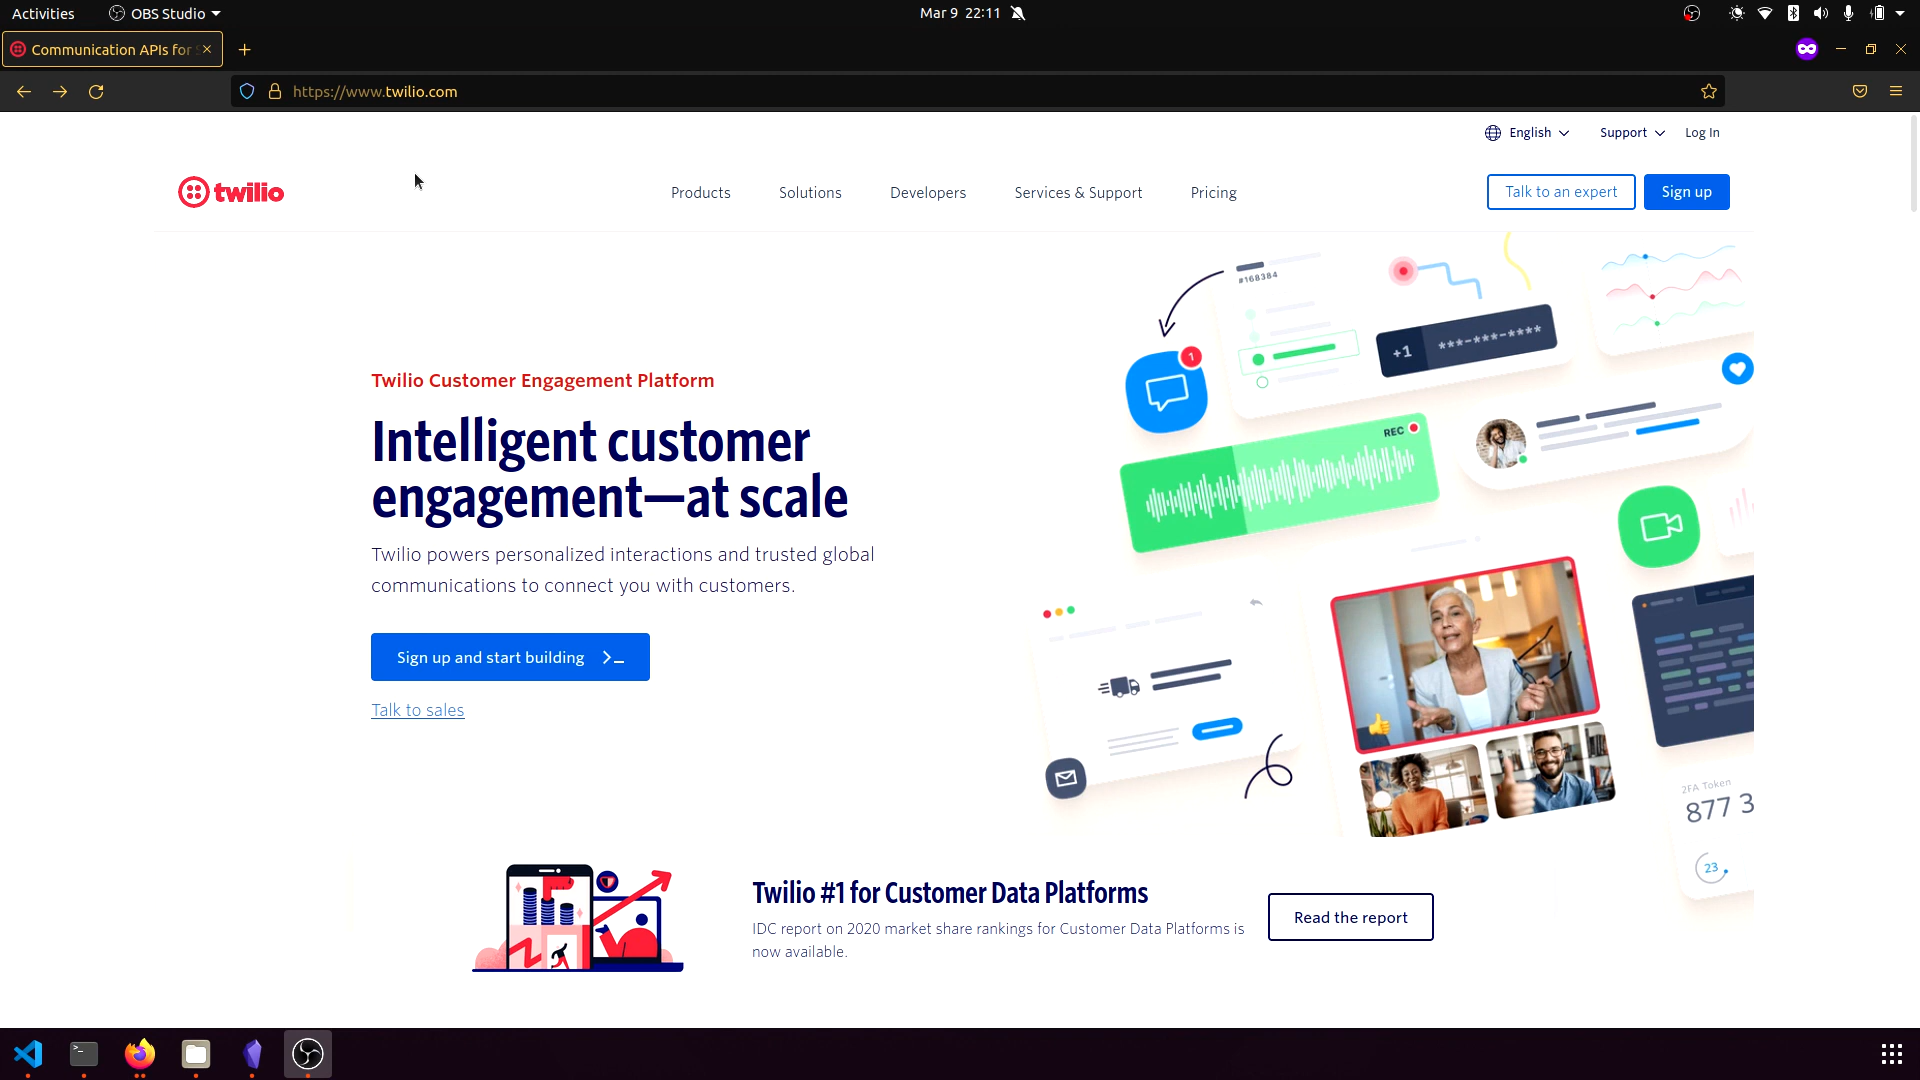 Activities
OBS Studio
Mar 9 22:11
Communication APIs for
https://www.twilio.com
English
Support
Log In
twilio
Products
Solutions
Developers
Services & Support
Pricing
Talk to an expert
Sign up
#168384
+1 ***-***-****
1
REC
Twilio Customer Engagement Platform
Intelligent customer
engagement—at scale
Twilio powers personalized interactions and trusted global
communications to connect you with customers.
Sign up and start building
Talk to sales
2FA Token
877 3
23
Twilio #1 for Customer Data Platforms
IDC report on 2020 market share rankings for Customer Data Platforms is
now available.
Read the report